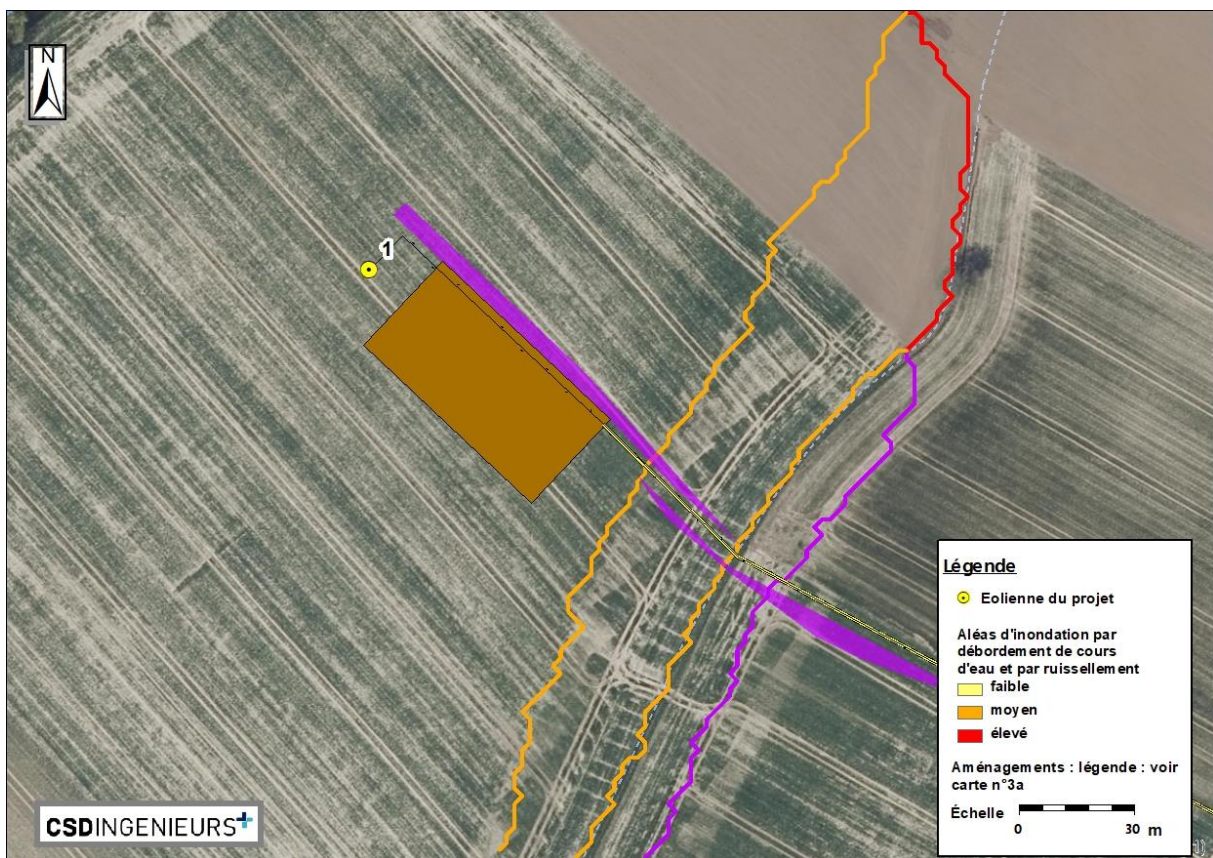 N
1
Légende
Eolienne du projet
Aléas d'inondation par
débordement de cours
d'eau et par ruissellement
faible
moyen
élevé
Aménagements : légende : voir
carte n°3a
Échelle
0 30 m
CSDINGENIEURS+